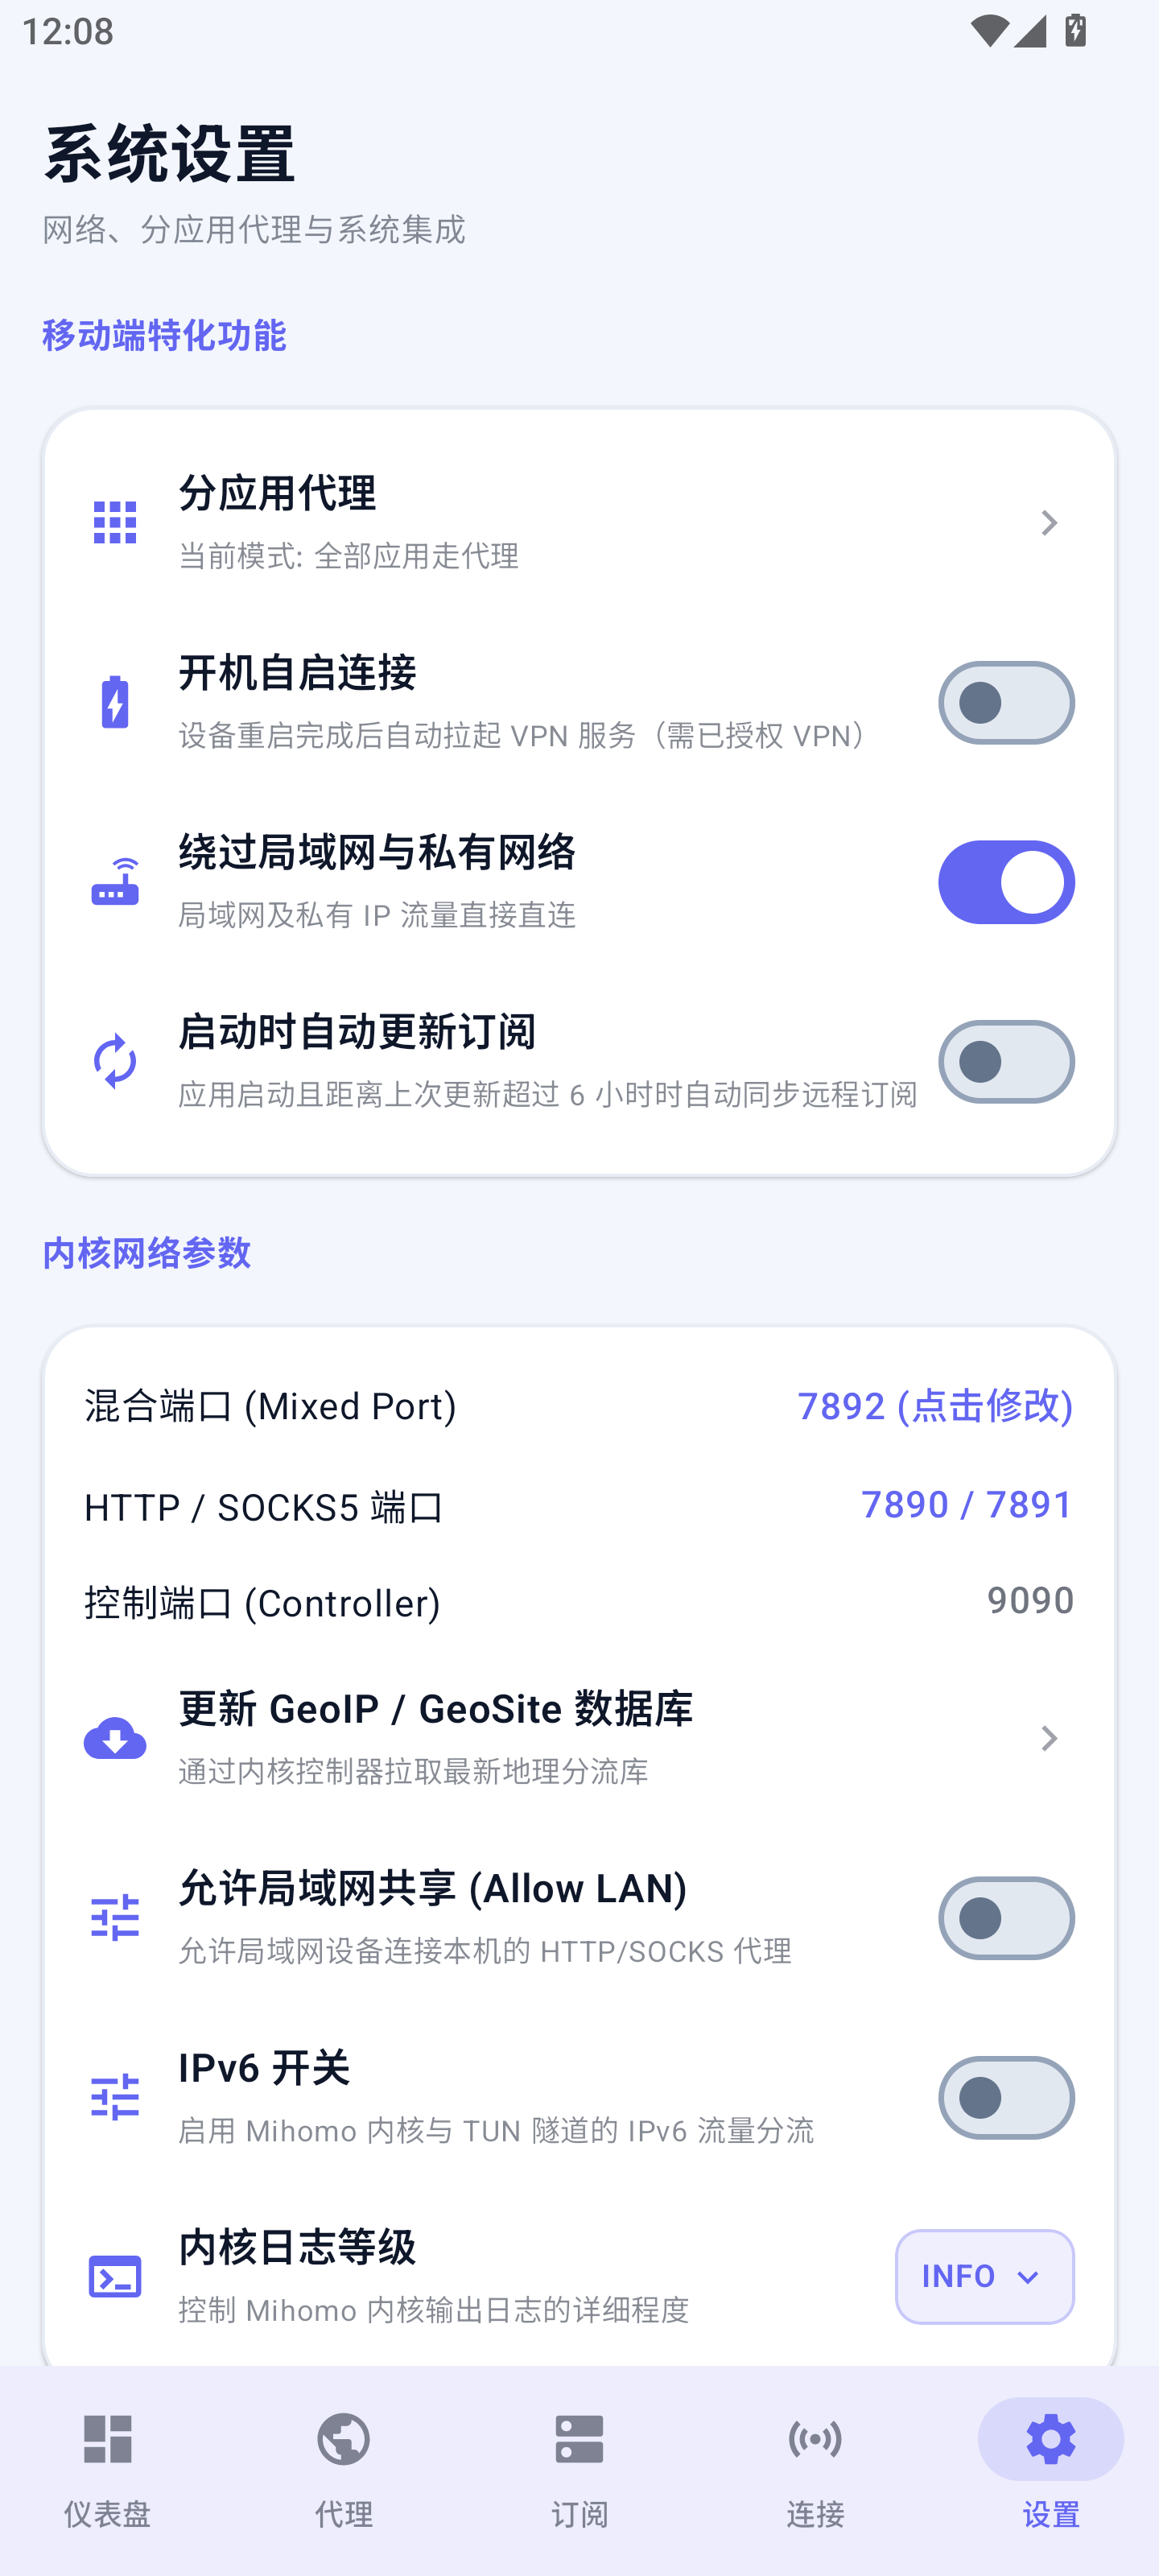 12:08
系统设置
网络、分应用代理与系统集成
移动端特化功能
分应用代理
当前模式: 全部应用走代理
开机自启连接
设备重启完成后自动拉起 VPN 服务（需已授权 VPN）
绕过局域网与私有网络
局域网及私有 IP 流量直接直连
启动时自动更新订阅
应用启动且距离上次更新超过 6 小时时自动同步远程订阅
内核网络参数
混合端口 (Mixed Port)
7892 (点击修改)
HTTP / SOCKS5 端口
7890 / 7891
控制端口 (Controller)
9090
更新 GeoIP / GeoSite 数据库
通过内核控制器拉取最新地理分流库
允许局域网共享 (Allow LAN)
允许局域网设备连接本机的 HTTP/SOCKS 代理
IPv6 开关
启用 Mihomo 内核与 TUN 隧道的 IPv6 流量分流
内核日志等级
控制 Mihomo 内核输出日志的详细程度
INFO
仪表盘
代理
订阅
连接
设置